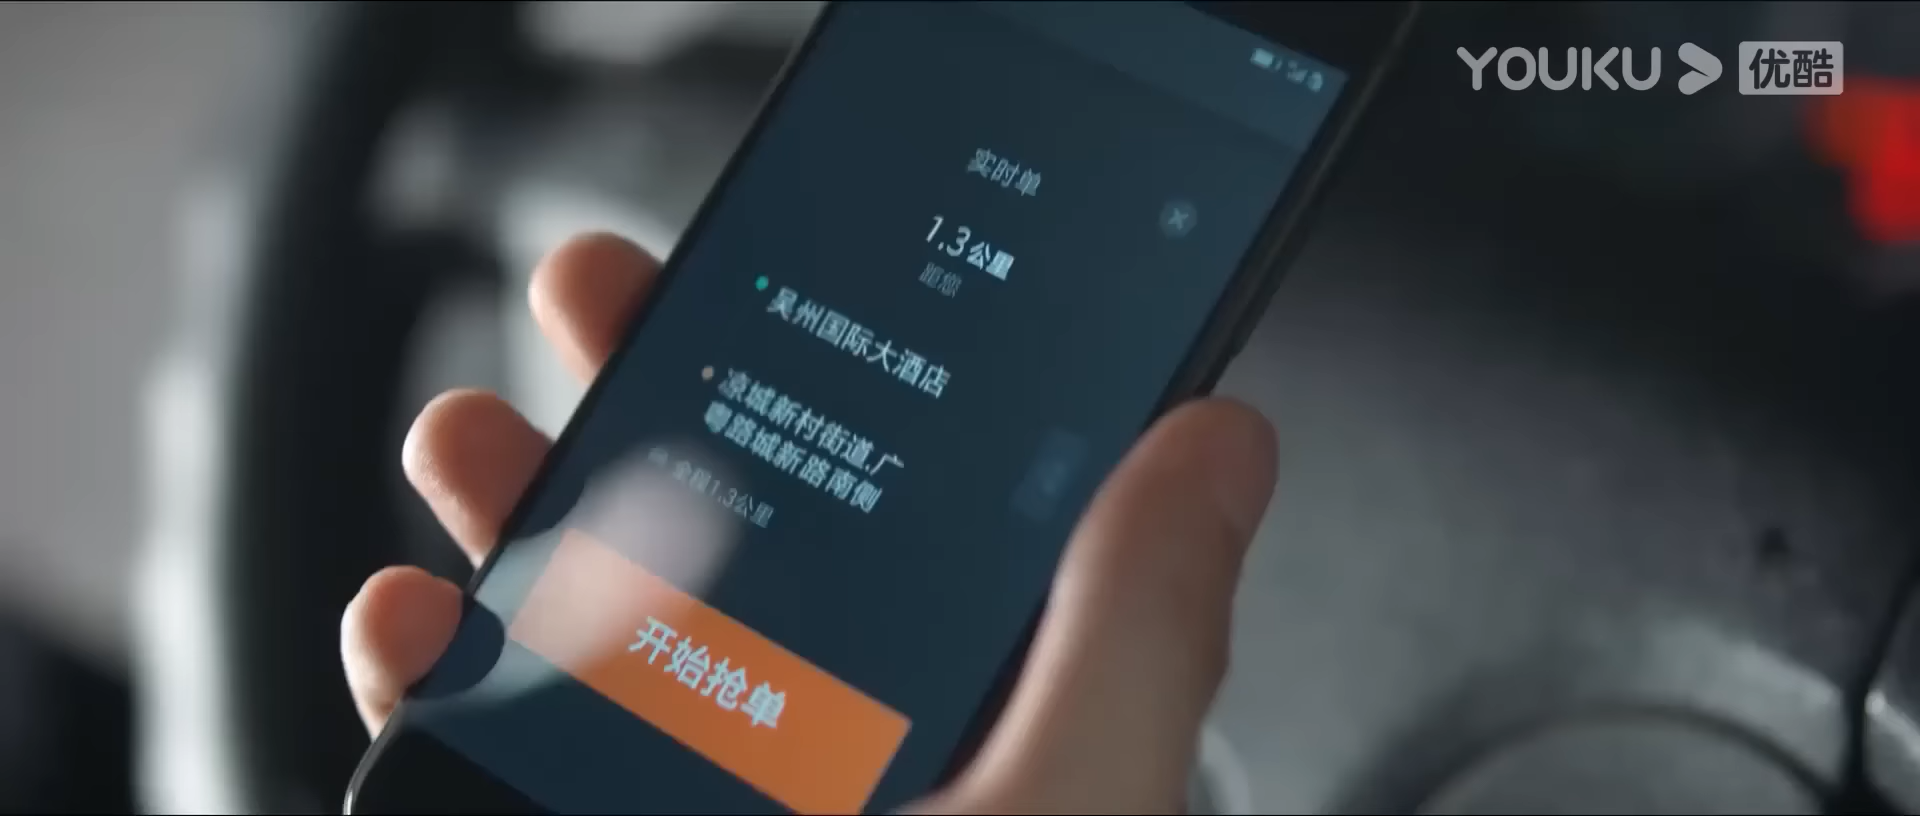 YOUKU 优酷
实时单
1.3公里
距您
吴州国际大酒店
凉城新村街道.广
粤路城新路南侧
全程1.3公里
开始抢单